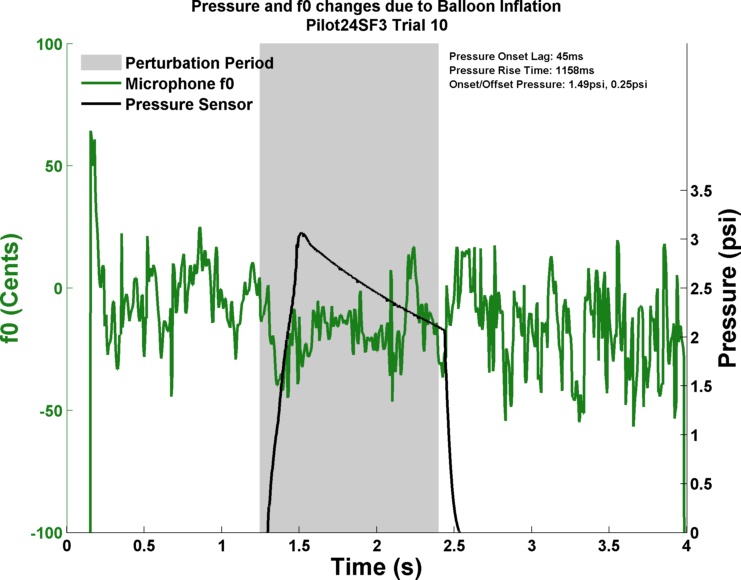 Pressure and f0 changes due to Balloon Inflation
Pilot24SF3 Trial 10
Perturbation Period
Microphone f0
Pressure Sensor
Pressure Onset Lag: 45ms
Pressure Rise Time: 1158ms
Onset/Offset Pressure: 1.49psi, 0.25psi
100
50
0
-50
-100
f0 (Cents)
3.5
3
2.5
2
1.5
1
0.5
0
Pressure (psi)
0 0.5 1 1.5 2 2.5 3 3.5 4
Time (s)